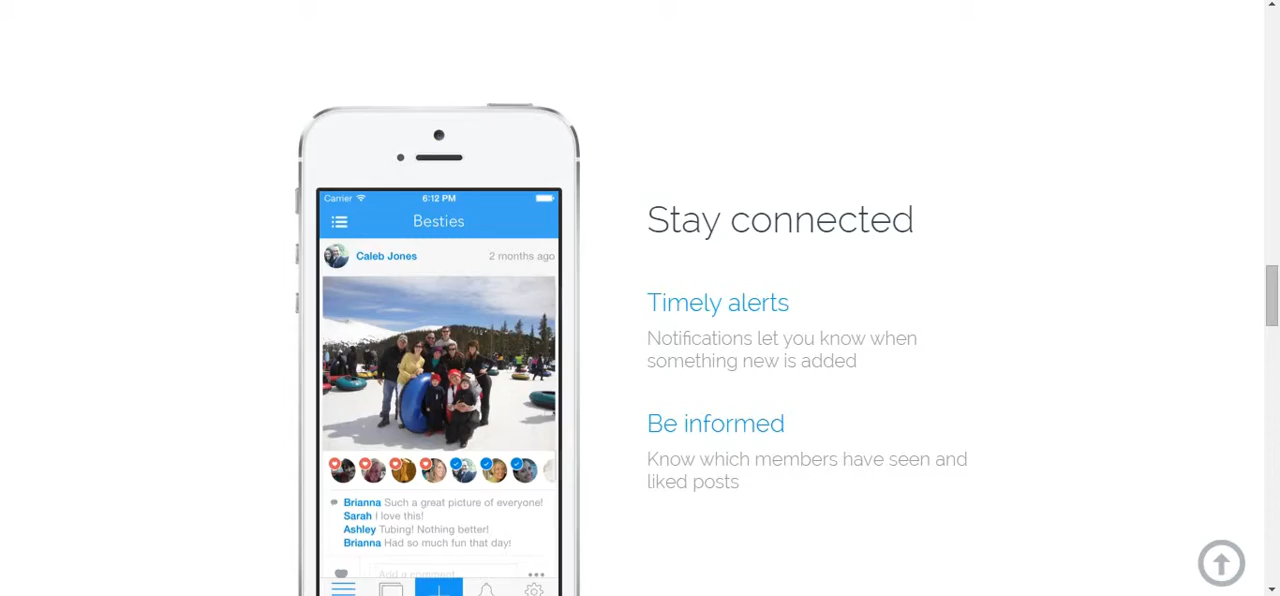 Carrier 6:12 PM
Besties
Caleb Jones 2 months ago
Brianna Such a great picture of everyone!
Sarah I love this!
Ashley Tubing! Nothing better!
Brianna Had so much fun that day!
Add a comment
Stay connected
Timely alerts
Notifications let you know when
something new is added
Be informed
Know which members have seen and
liked posts